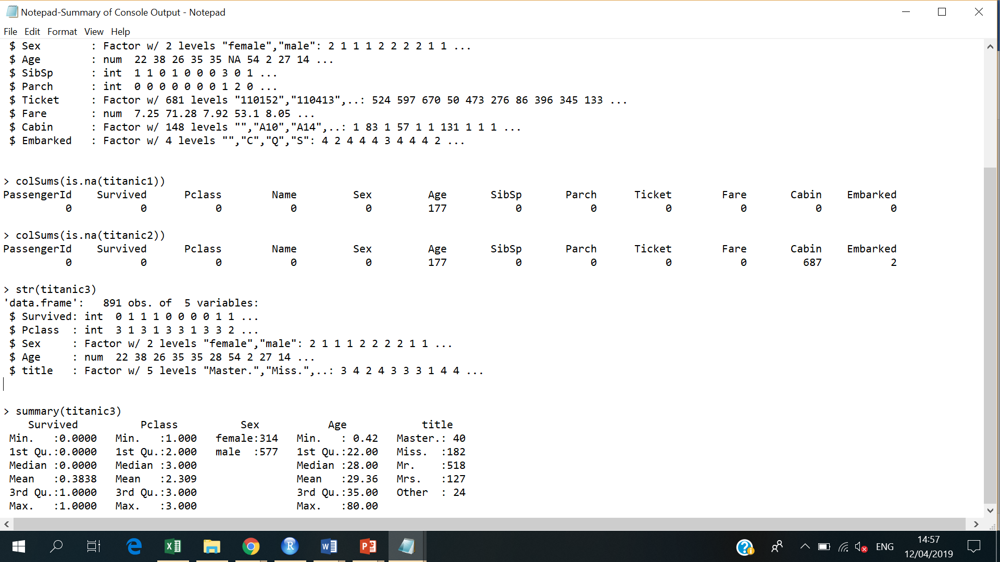 Notepad-Summary of Console Output - Notepad
File Edit Format View Help
$ Sex : Factor w/ 2 levels "female","male": 2 1 1 1 2 2 2 2 1 1 ...
$ Age : num 22 38 26 35 35 NA 54 2 27 14 ...
$ SibSp : int 1 1 0 1 0 0 0 3 0 1 ...
$ Parch : int 0 0 0 0 0 0 0 1 2 0 ...
$ Ticket : Factor w/ 681 levels "110152","110413",..: 524 597 670 50 473 276 86 396 345 133 ...
$ Fare : num 7.25 71.28 7.92 53.1 8.05 ...
$ Cabin : Factor w/ 148 levels "","A10","A14",..: 1 83 1 57 1 1 131 1 1 1 ...
$ Embarked : Factor w/ 4 levels "","C","Q","S": 4 2 4 4 4 3 4 4 4 2 ...
> colSums(is.na(titanic1))
PassengerId Survived Pclass Name Sex Age SibSp Parch Ticket Fare Cabin Embarked
0 0 0 0 0 177 0 0 0 0 0 0
> colSums(is.na(titanic2))
PassengerId Survived Pclass Name Sex Age SibSp Parch Ticket Fare Cabin Embarked
0 0 0 0 0 177 0 0 0 0 687 2
> str(titanic3)
'data.frame': 891 obs. of 5 variables:
$ Survived: int 0 1 1 1 0 0 0 0 1 1 ...
$ Pclass : int 3 1 3 1 3 3 1 3 3 2 ...
$ Sex : Factor w/ 2 levels "female","male": 2 1 1 1 2 2 2 2 1 1 ...
$ Age : num 22 38 26 35 35 28 54 2 27 14 ...
$ title : Factor w/ 5 levels "Master.","Miss.",..: 3 4 2 4 3 3 3 1 4 4 ...
> summary(titanic3)
Survived Pclass Sex Age title
Min. :0.0000 Min. :1.000 female:314 Min. : 0.42 Master.: 40
1st Qu.:0.0000 1st Qu.:2.000 male :577 1st Qu.:22.00 Miss. :182
Median :0.0000 Median :3.000 Median :28.00 Mr. :518
Mean :0.3838 Mean :2.309 Mean :29.36 Mrs. :127
3rd Qu.:1.0000 3rd Qu.:3.000 3rd Qu.:35.00 Other : 24
Max. :1.0000 Max. :3.000 Max. :80.00
ENG
14:57
12/04/2019